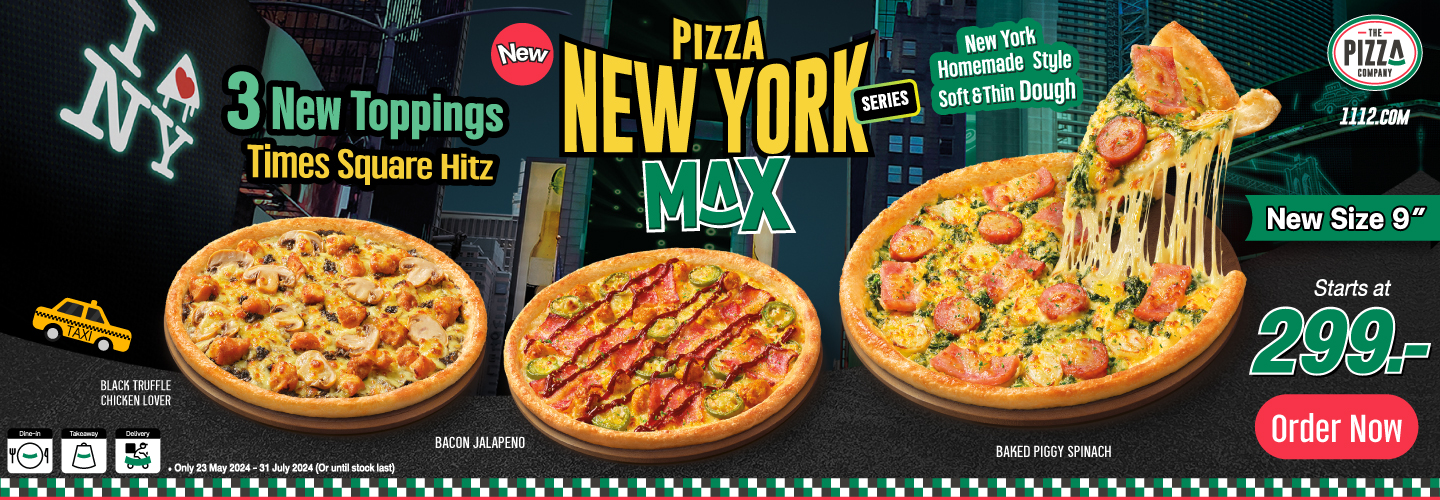 I ♥
NY
3 New Toppings
Times Square Hitz
New
PIZZA
NEW YORK
SERIES
MAX
New York
Homemade Style
Soft & Thin Dough
THE
PIZZA
COMPANY
1112.COM
New Size 9"
Starts at
299.-
Order Now
TAXI
BLACK TRUFFLE
CHICKEN LOVER
BACON JALAPENO
BAKED PIGGY SPINACH
Dine-in
Takeaway
Delivery
• Only 23 May 2024 - 31 July 2024 (Or until stock last)